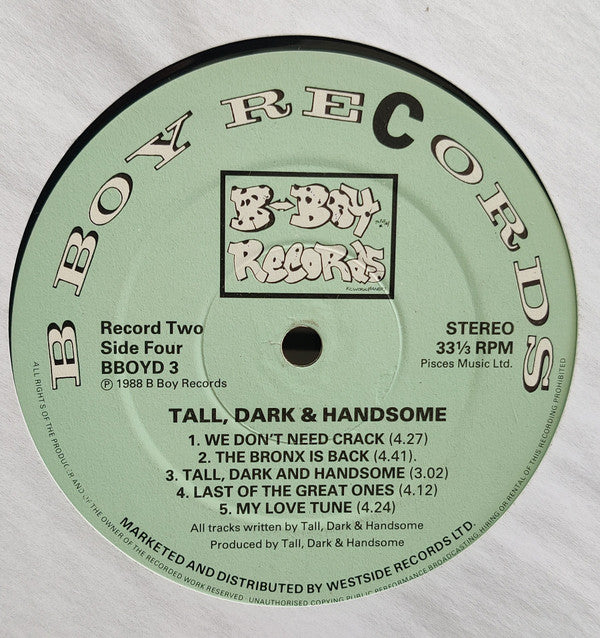 B BOY RECORDS
B-BOY
RECORDS
Record Two
Side Four
BBOYD 3
℗ 1988 B Boy Records
STEREO
33⅓ RPM
Pisces Music Ltd.
TALL, DARK & HANDSOME
1. WE DON'T NEED CRACK (4.27)
2. THE BRONX IS BACK (4.41).
3. TALL, DARK AND HANDSOME (3.02)
4. LAST OF THE GREAT ONES (4.12)
5. MY LOVE TUNE (4.24)
All tracks written by Tall, Dark & Handsome
Produced by Tall, Dark & Handsome
MARKETED AND DISTRIBUTED BY WESTSIDE RECORDS LTD.
ALL RIGHTS OF THE PRODUCER AND OF THE OWNER OF THE RECORDED WORK RESERVED · UNAUTHORISED COPYING PUBLIC PERFORMANCE BROADCASTING, HIRING OR RENTAL OF THIS RECORDING PROHIBITED